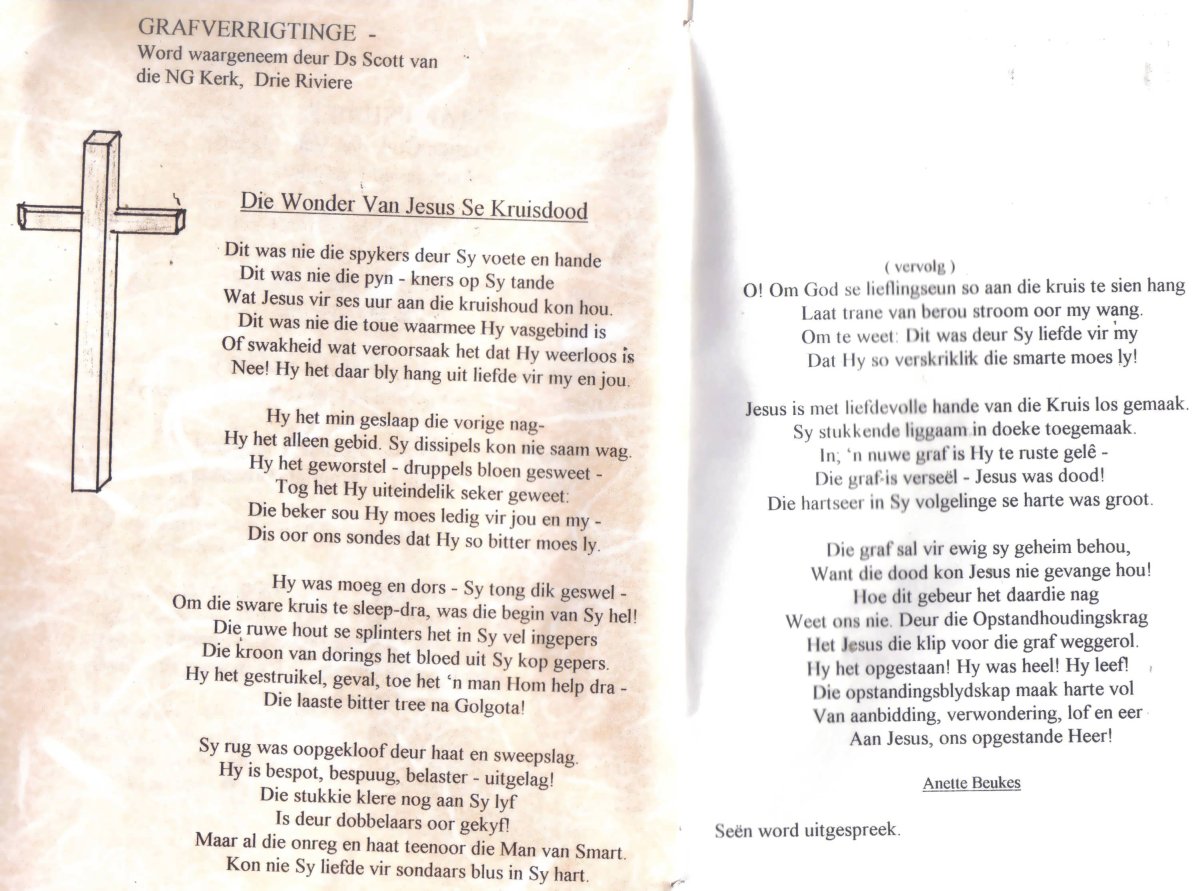 GRAFVERRIGTINGE -
Word waargeneem deur Ds Scott van
die NG Kerk, Drie Riviere
Die Wonder Van Jesus Se Kruisdood
Dit was nie die spykers deur Sy voete en hande
Dit was nie die pyn - kners op Sy tande
Wat Jesus vir ses uur aan die kruishoud kon hou.
Dit was nie die toue waarmee Hy vasgebind is
Of swakheid wat veroorsaak het dat Hy weerloos is
Nee! Hy het daar bly hang uit liefde vir my en jou.
Hy het min geslaap die vorige nag-
Hy het alleen gebid. Sy dissipels kon nie saam wag.
Hy het geworstel - druppels bloen gesweet -
Tog het Hy uiteindelik seker geweet:
Die beker sou Hy moes ledig vir jou en my -
Dis oor ons sondes dat Hy so bitter moes ly.
Hy was moeg en dors - Sy tong dik geswel -
Om die sware kruis te sleep-dra, was die begin van Sy hel!
Die ruwe hout se splinters het in Sy vel ingepers
Die kroon van dorings het bloed uit Sy kop gepers.
Hy het gestruikel, geval, toe het ‘n man Hom help dra -
Die laaste bitter tree na Golgota!
Sy rug was oopgekloof deur haat en sweepslag.
Hy is bespot, bespuug, belaster - uitgelag!
Die stukkie klere nog aan Sy lyf
Is deur dobbelaars oor gekyf!
Maar al die onreg en haat teenoor die Man van Smart.
Kon nie Sy liefde vir sondaars blus in Sy hart.
( vervolg )
O! Om God se lieflingseun so aan die kruis te sien hang
Laat trane van berou stroom oor my wang.
Om te weet: Dit was deur Sy liefde vir my
Dat Hy so verskriklik die smarte moes ly!
Jesus is met liefdevolle hande van die Kruis los gemaak.
Sy stukkende liggaam in doeke toegemaak.
In; ‘n nuwe graf is Hy te ruste gelê -
Die graf is verseël - Jesus was dood!
Die hartseer in Sy volgelinge se harte was groot.
Die graf sal vir ewig sy geheim behou,
Want die dood kon Jesus nie gevange hou!
Hoe dit gebeur het daardie nag
Weet ons nie. Deur die Opstandhoudingskrag
Het Jesus die klip voor die graf weggerol.
Hy het opgestaan! Hy was heel! Hy leef!
Die opstandingsblydskap maak harte vol
Van aanbidding, verwondering, lof en eer
Aan Jesus, ons opgestande Heer!
Anette Beukes
Seën word uitgespreek.